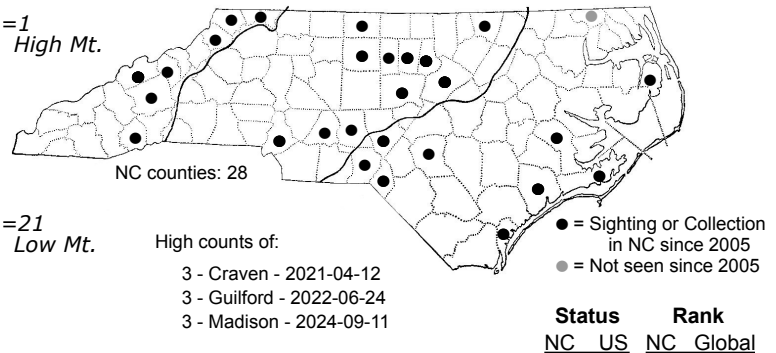 =1
High Mt.
NC counties: 28
=21
Low Mt.
High counts of:
3 - Craven - 2021-04-12
3 - Guilford - 2022-06-24
3 - Madison - 2024-09-11
= Sighting or Collection
in NC since 2005
= Not seen since 2005
Status Rank
NC US NC Global